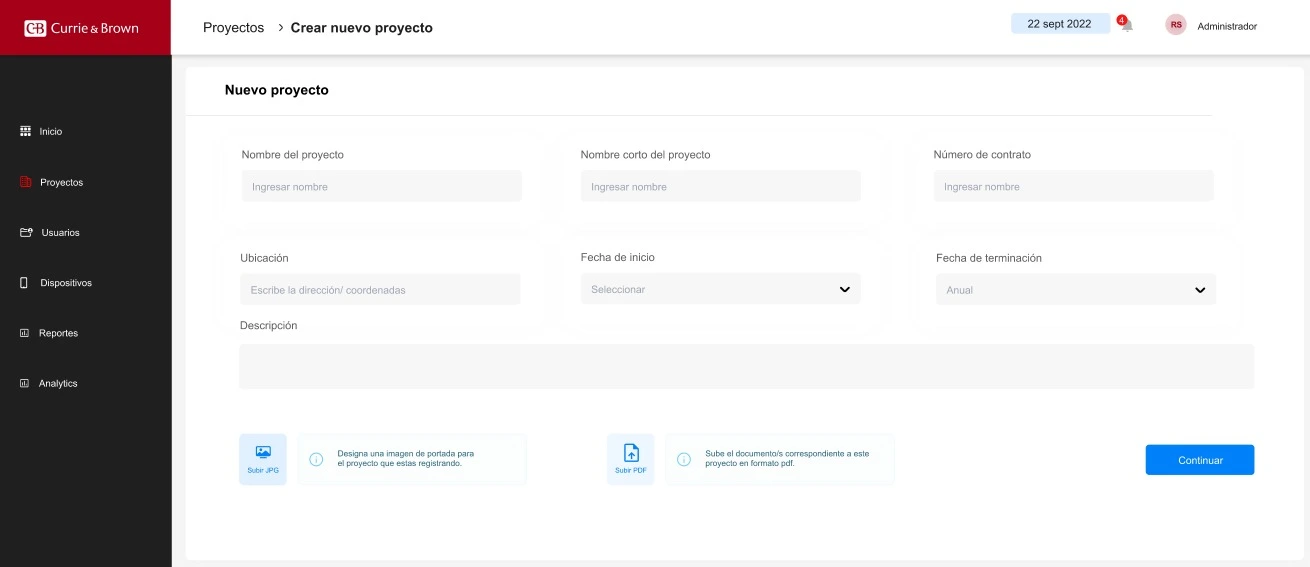 CB Currie & Brown
Proyectos > Crear nuevo proyecto
22 sept 2022
4
RS
Administrador
Inicio
Proyectos
Usuarios
Dispositivos
Reportes
Analytics
Nuevo proyecto
Nombre del proyecto
Ingresar nombre
Nombre corto del proyecto
Ingresar nombre
Número de contrato
Ingresar nombre
Ubicación
Escribe la dirección/ coordenadas
Fecha de inicio
Seleccionar
Fecha de terminación
Anual
Descripción
Subir JPG
Designa una imagen de portada para
el proyecto que estas registrando.
Subir PDF
Sube el documento/s correspondiente a este
proyecto en formato pdf.
Continuar